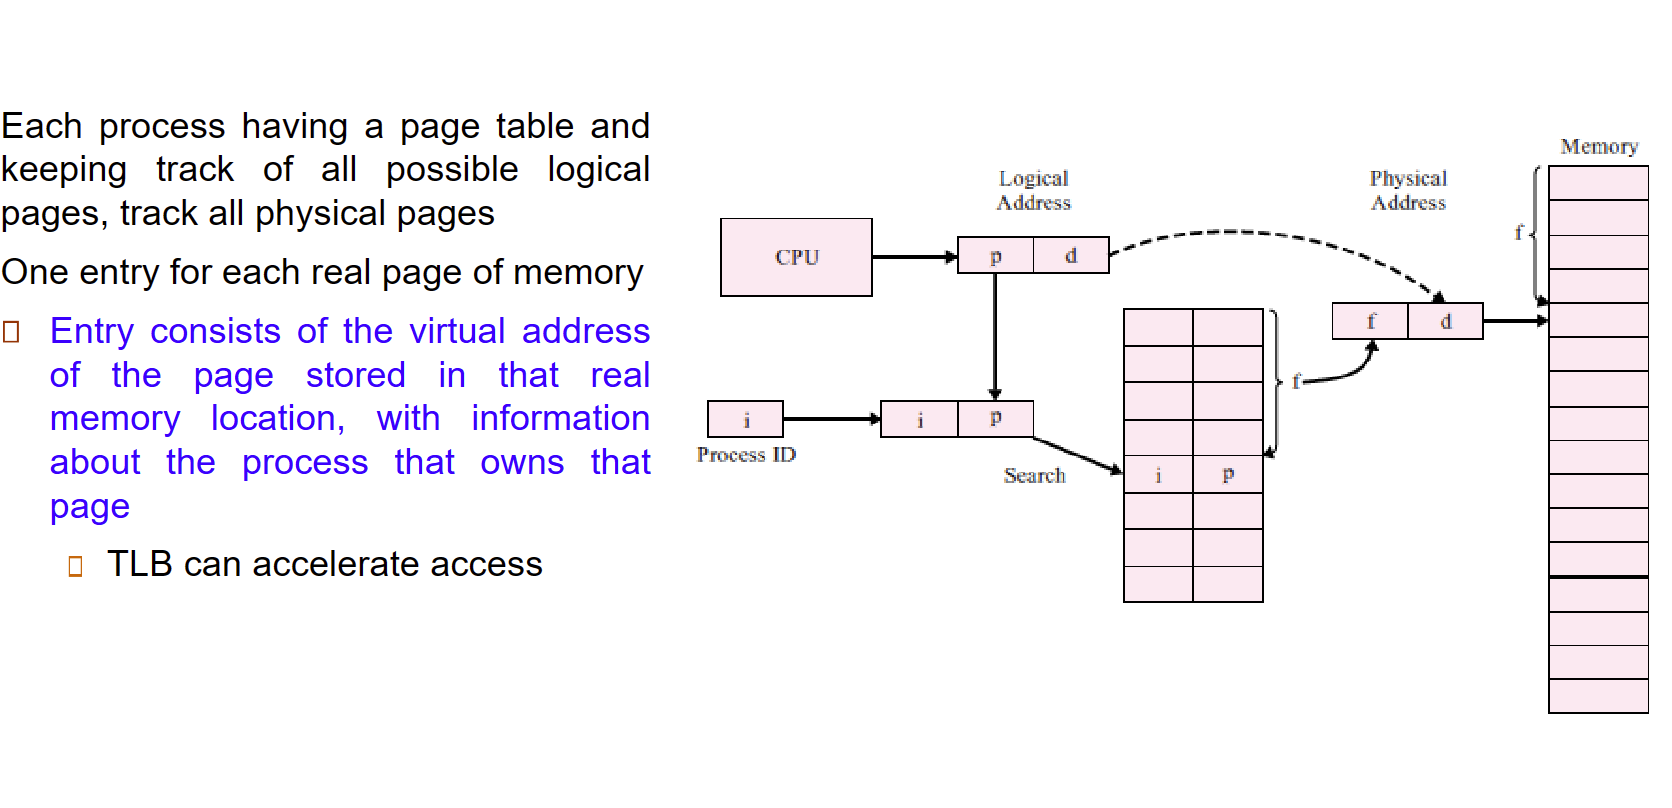 Each process having a page table and
keeping track of all possible logical
pages, track all physical pages
One entry for each real page of memory
Entry consists of the virtual address
of the page stored in that real
memory location, with information
about the process that owns that
page
TLB can accelerate access
Memory
Logical
Address
Physical
Address
f
CPU
p d
f d
f
i
i p
Process ID
Search
i p